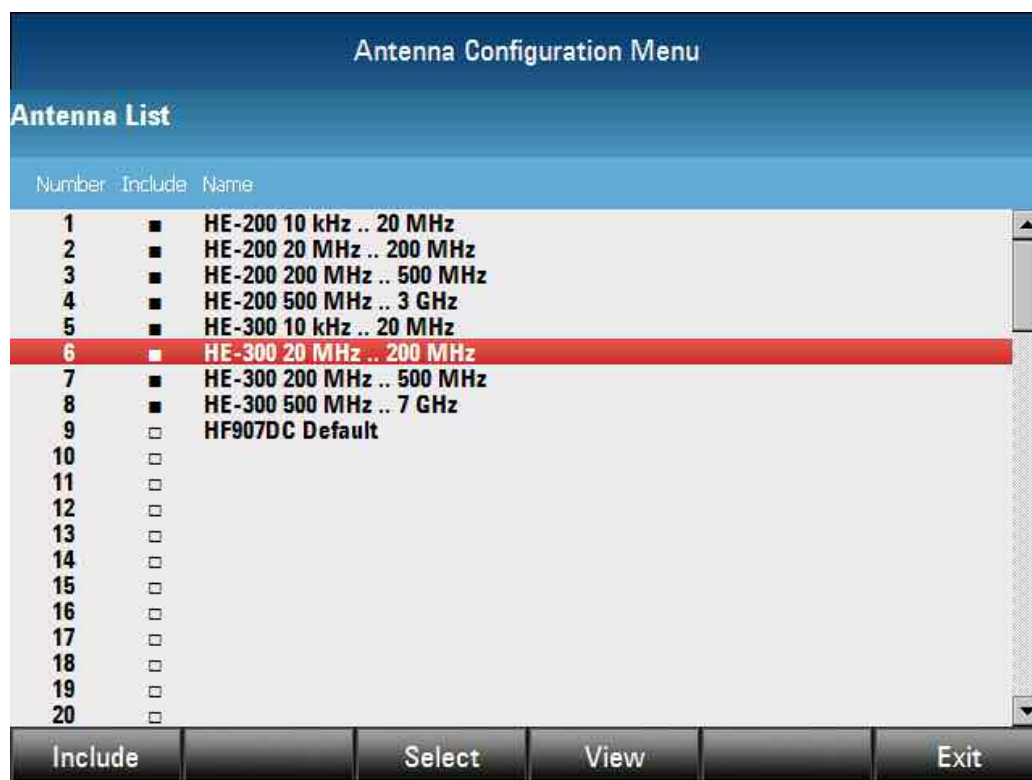 Antenna Configuration Menu
Antenna List
Number Include Name
1 ■ HE-200 10 kHz .. 20 MHz
2 ■ HE-200 20 MHz .. 200 MHz
3 ■ HE-200 200 MHz .. 500 MHz
4 ■ HE-200 500 MHz .. 3 GHz
5 ■ HE-300 10 kHz .. 20 MHz
6 ■ HE-300 20 MHz .. 200 MHz
7 ■ HE-300 200 MHz .. 500 MHz
8 ■ HE-300 500 MHz .. 7 GHz
9 □ HF907DC Default
10 □
11 □
12 □
13 □
14 □
15 □
16 □
17 □
18 □
19 □
20 □
Include Select View Exit